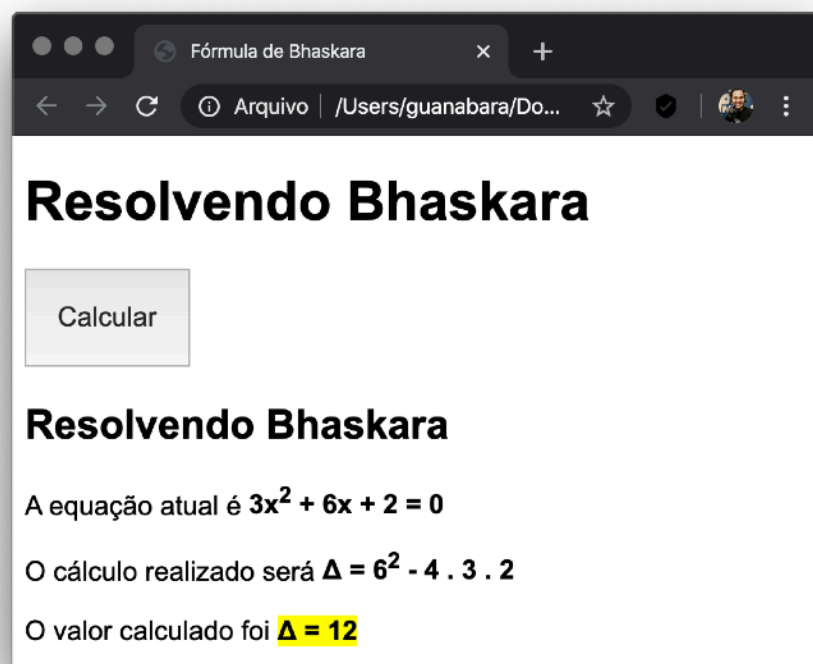 Fórmula de Bhaskara
Arquivo | /Users/guanabara/Do...
Resolvendo Bhaskara
Calcular
Resolvendo Bhaskara
A equação atual é 3x² + 6x + 2 = 0
O cálculo realizado será Δ = 6² - 4 . 3 . 2
O valor calculado foi Δ = 12